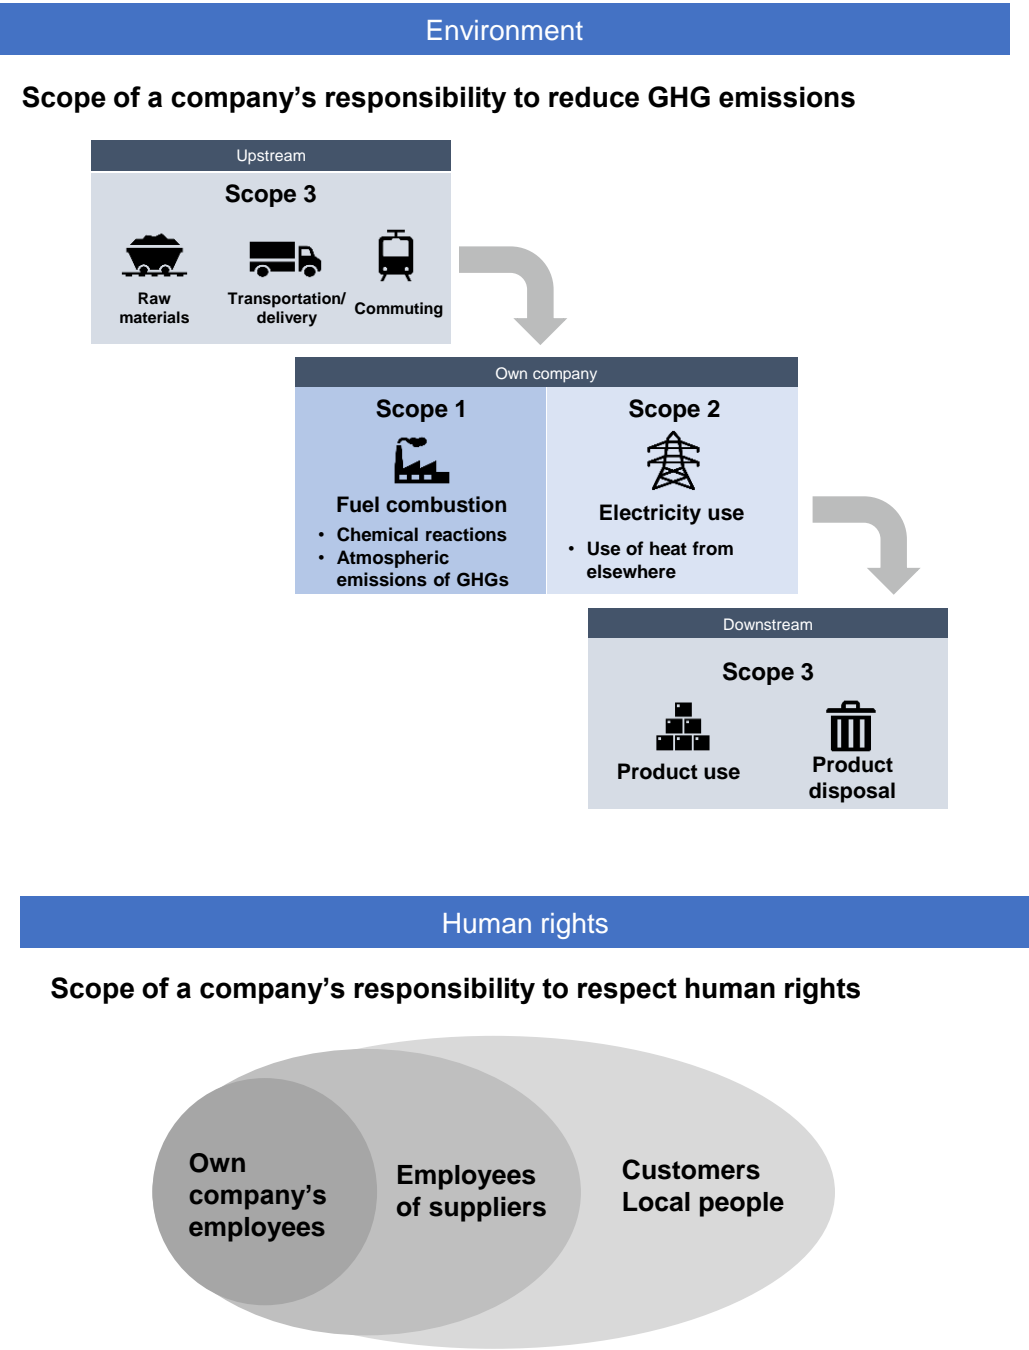 Environment
Scope of a company’s responsibility to reduce GHG emissions
Upstream
Scope 3
Raw
materials
Transportation/
delivery
Commuting
Own company
Scope 1
Fuel combustion
• Chemical reactions
• Atmospheric
emissions of GHGs
Scope 2
Electricity use
• Use of heat from
elsewhere
Downstream
Scope 3
Product use
Product
disposal
Human rights
Scope of a company’s responsibility to respect human rights
Own
company’s
employees
Employees
of suppliers
Customers
Local people